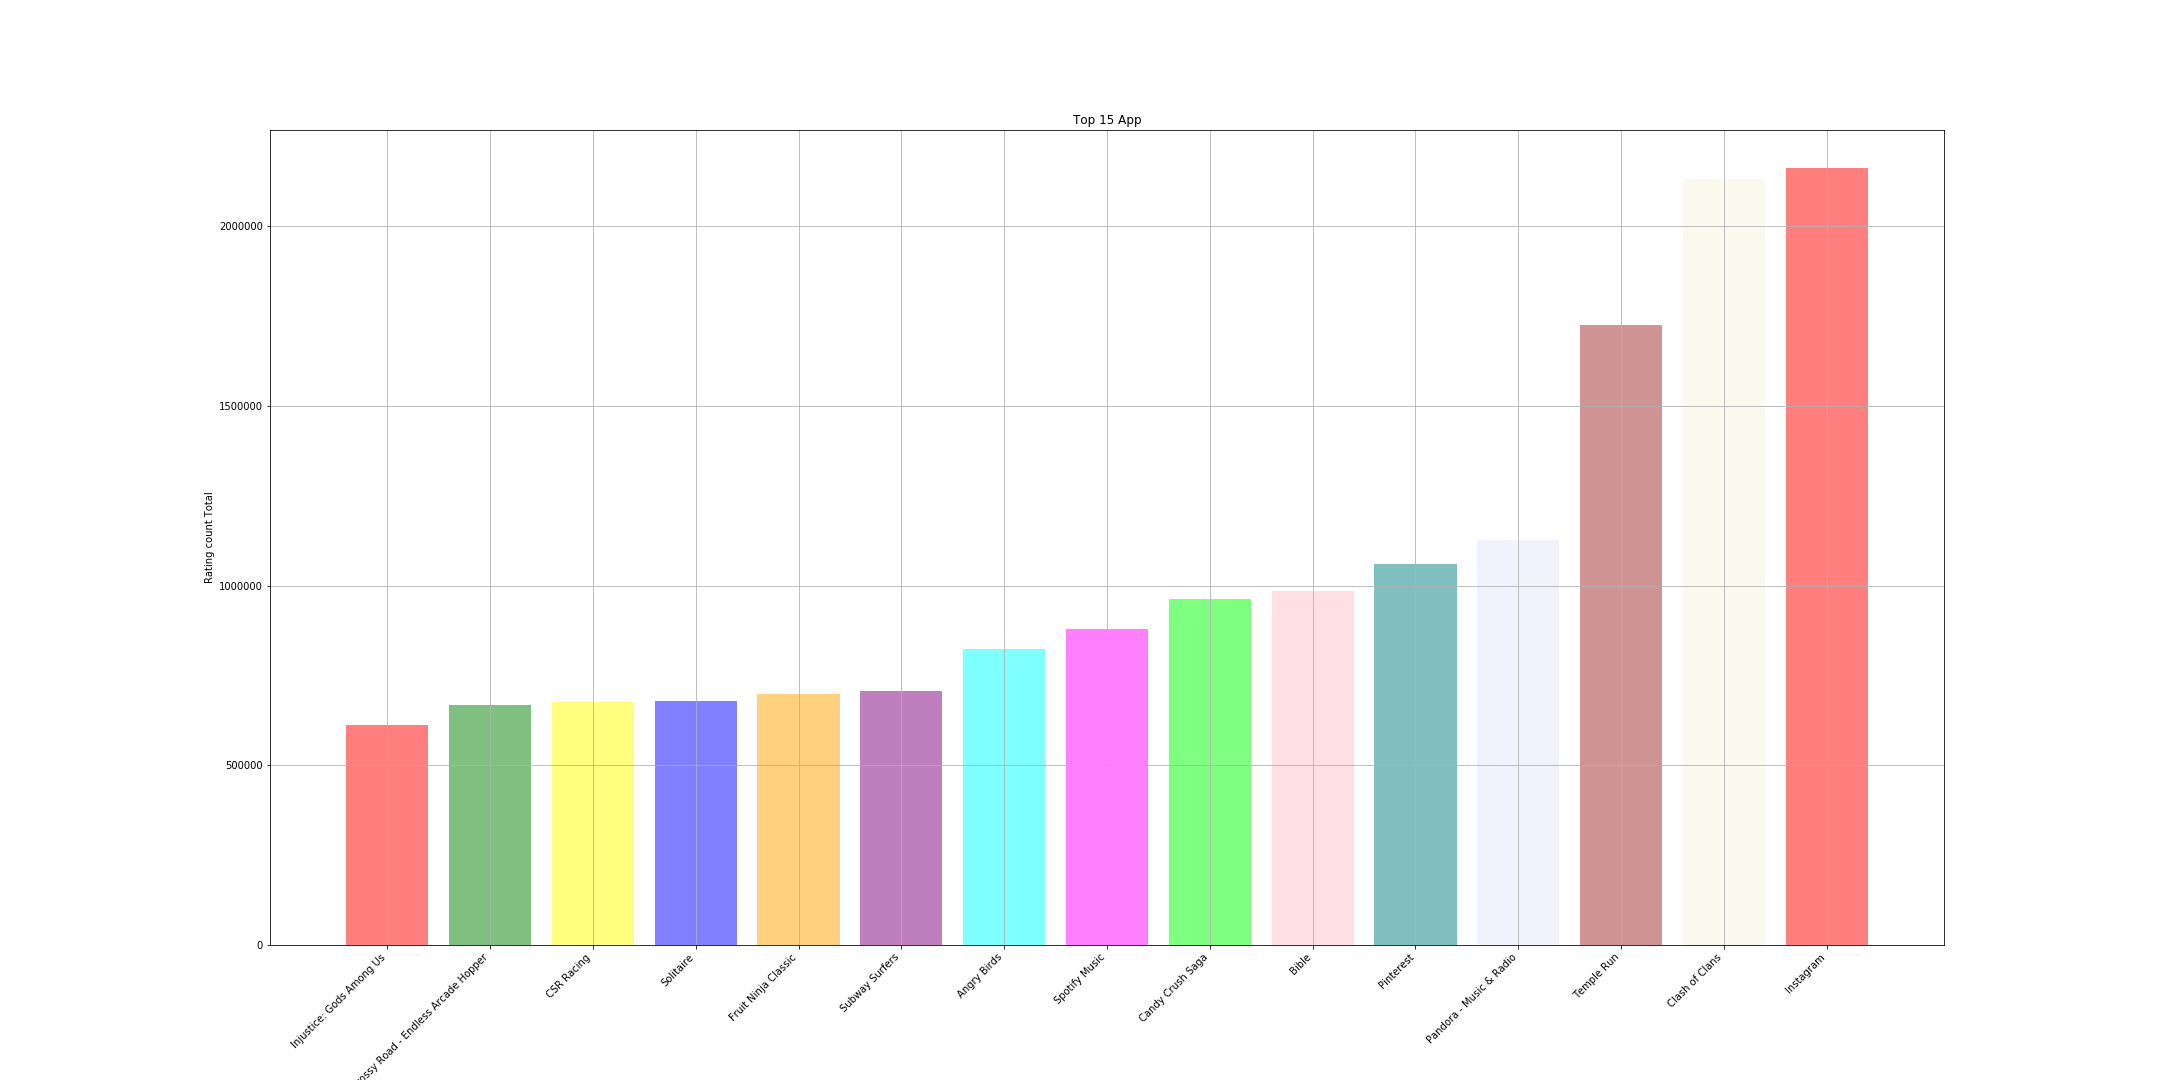 Top 15 App
Rating count Total
2000000
1500000
1000000
500000
0
Injustice: Gods Among Us
Road - Endless Arcade Hopper
CSR Racing
Solitaire
Fruit Ninja Classic
Subway Surfers
Angry Birds
Spotify Music
Candy Crush Saga
Bible
Pinterest
Pandora - Music & Radio
Temple Run
Clash of Clans
Instagram